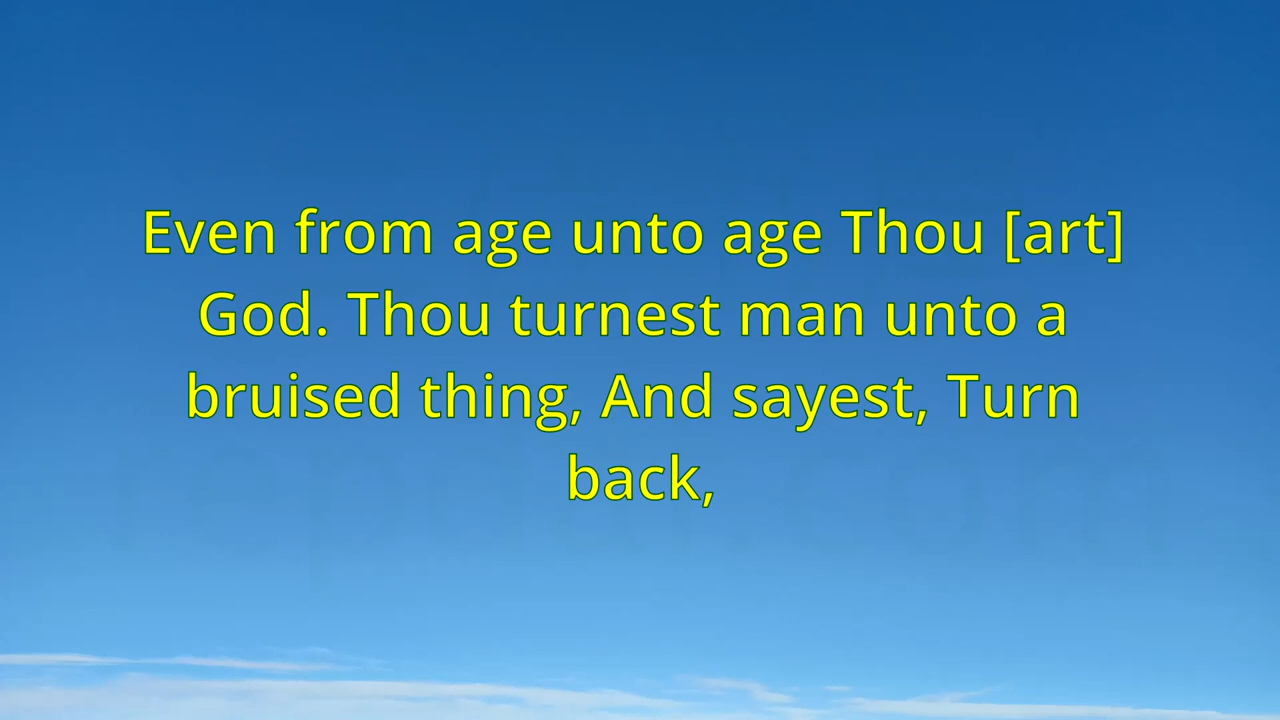 Even from age unto age Thou [art]
God. Thou turnest man unto a
bruised thing, And sayest, Turn
back,